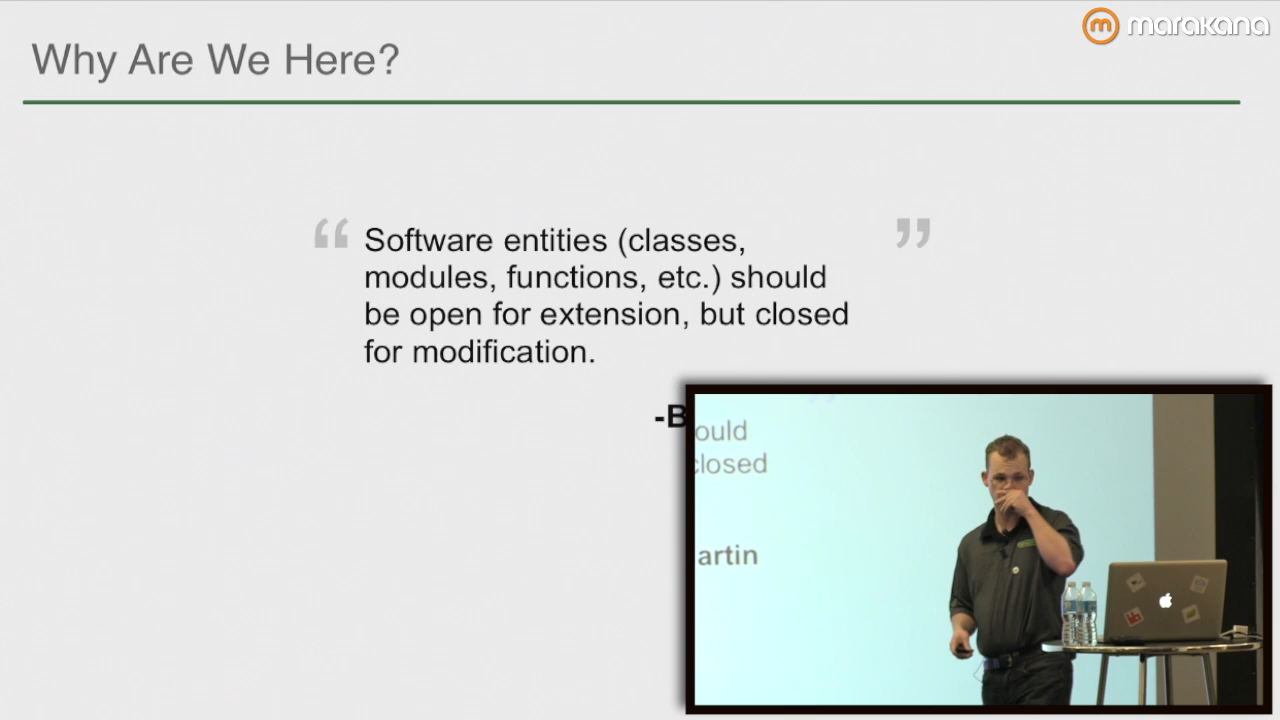 Why Are We Here?
marakana
“ Software entities (classes, ”
modules, functions, etc.) should
be open for extension, but closed
for modification.
-B
ould
closed
artin